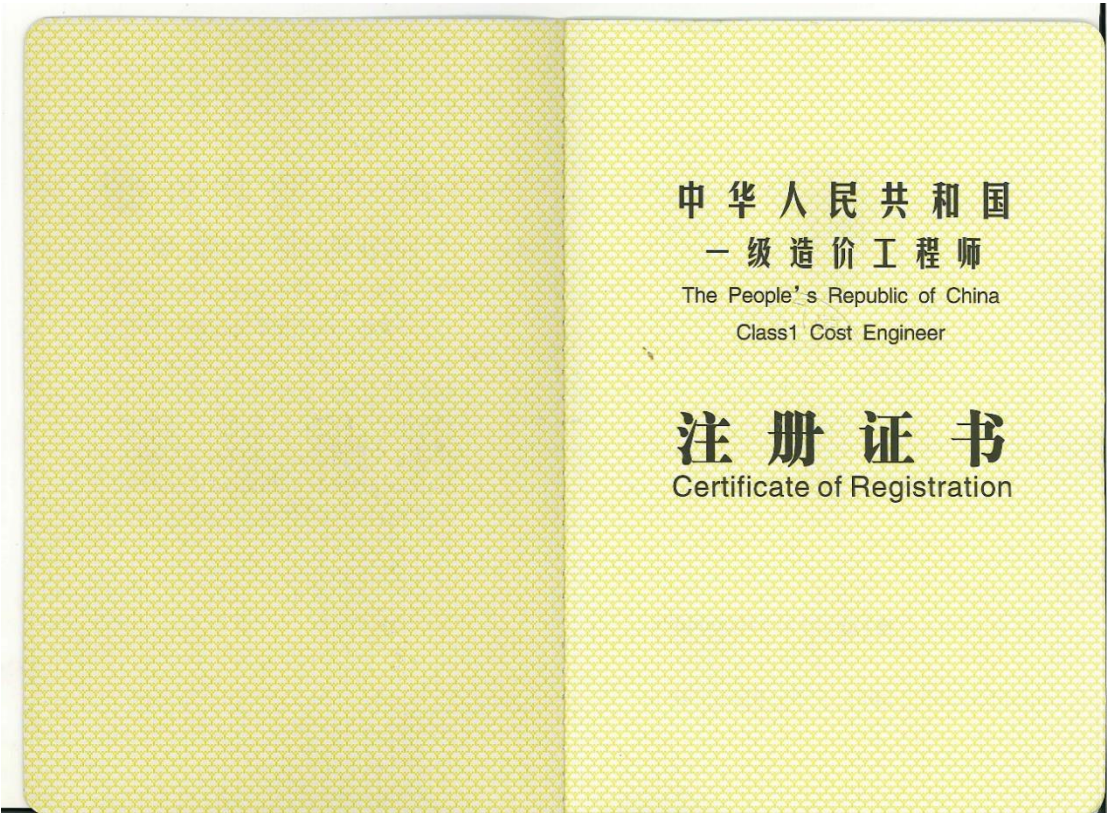 中华人民共和国
一级造价工程师
The People's Republic of China
Class1 Cost Engineer
注册证书
Certificate of Registration